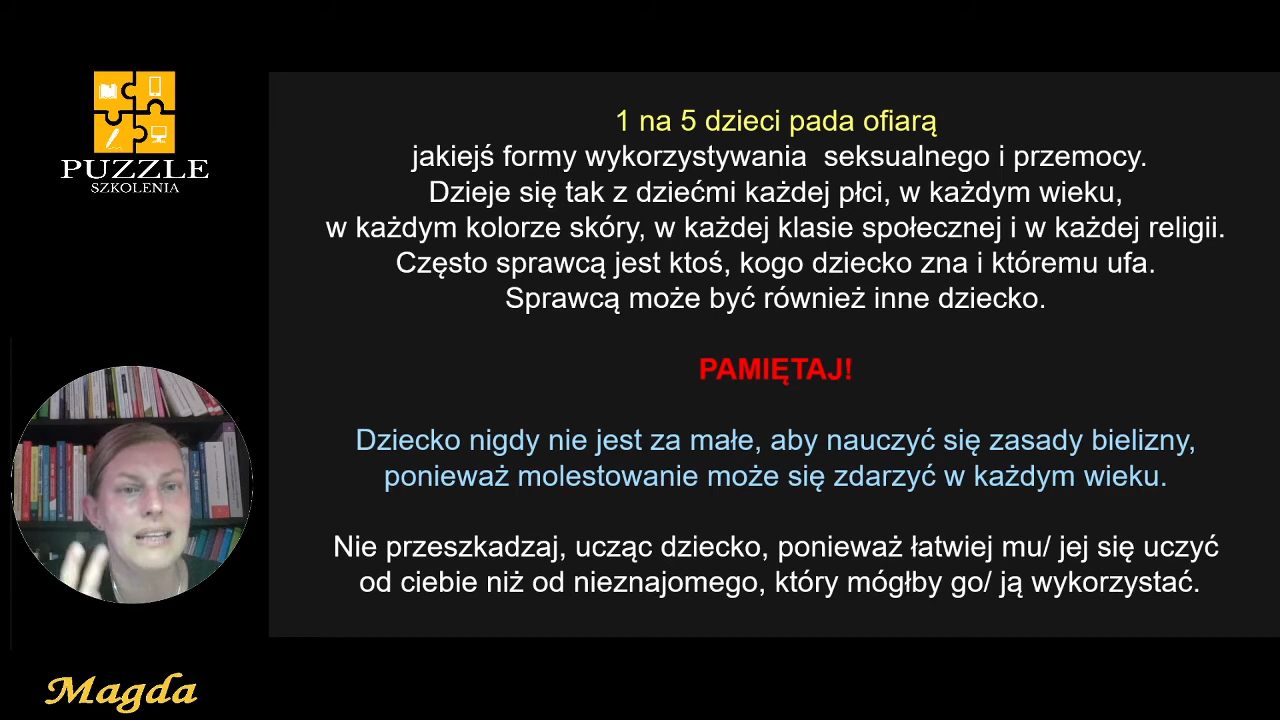 PUZZLE
SZKOLENIA
1 na 5 dzieci pada ofiarą
jakiejś formy wykorzystywania  seksualnego i przemocy.
Dzieje się tak z dziećmi każdej płci, w każdym wieku,
w każdym kolorze skóry, w każdej klasie społecznej i w każdej religii.
Często sprawcą jest ktoś, kogo dziecko zna i któremu ufa.
Sprawcą może być również inne dziecko.
PAMIĘTAJ!
Dziecko nigdy nie jest za małe, aby nauczyć się zasady bielizny,
ponieważ molestowanie może się zdarzyć w każdym wieku.
Nie przeszkadzaj, ucząc dziecko, ponieważ łatwiej mu/ jej się uczyć
od ciebie niż od nieznajomego, który mógłby go/ ją wykorzystać.
Magda